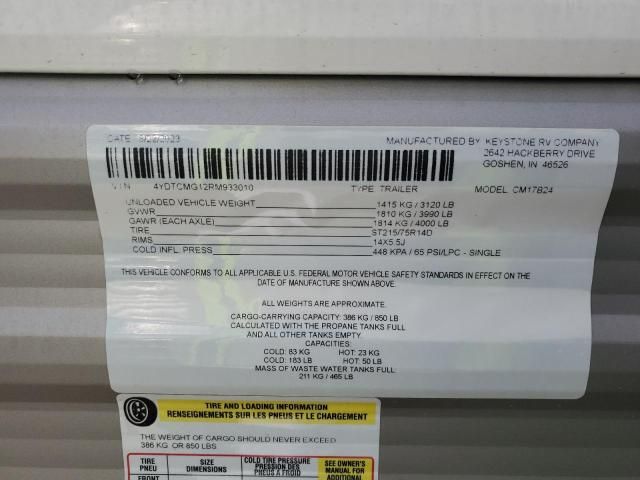 DATE
MANUFACTURED BY KEYSTONE RV COMPANY
2642 HACKBERRY DRIVE
GOSHEN, IN 46526
VIN 4YDTCMG12RM933010 TYPE: TRAILER MODEL: CM17B24
UNLOADED VEHICLE WEIGHT 1415 KG / 3120 LB
GVWR 1810 KG / 3990 LB
GAWR (EACH AXLE) 1814 KG / 4000 LB
TIRE ST215/75R14D
RIMS 14X5.5J
COLD INFL. PRESS 448 KPA / 65 PSI/LPC - SINGLE
THIS VEHICLE CONFORMS TO ALL APPLICABLE U.S. FEDERAL MOTOR VEHICLE SAFETY STANDARDS IN EFFECT ON THE
DATE OF MANUFACTURE SHOWN ABOVE.
ALL WEIGHTS ARE APPROXIMATE.
CARGO-CARRYING CAPACITY: 386 KG / 850 LB
CALCULATED WITH THE PROPANE TANKS FULL
AND ALL OTHER TANKS EMPTY.
CAPACITIES:
COLD: 83 KG HOT: 23 KG
COLD: 183 LB HOT: 50 LB
MASS OF WASTE WATER TANKS FULL:
211 KG / 465 LB
TIRE AND LOADING INFORMATION
RENSEIGNEMENTS SUR LES PNEUS ET LE CHARGEMENT
THE WEIGHT OF CARGO SHOULD NEVER EXCEED
386 KG OR 850 LBS
TIRE SIZE COLD TIRE PRESSURE SEE OWNER'S
PNEU DIMENSIONS PRESSION DES MANUAL FOR
PNEUS A FROID ADDITIONAL
FRONT